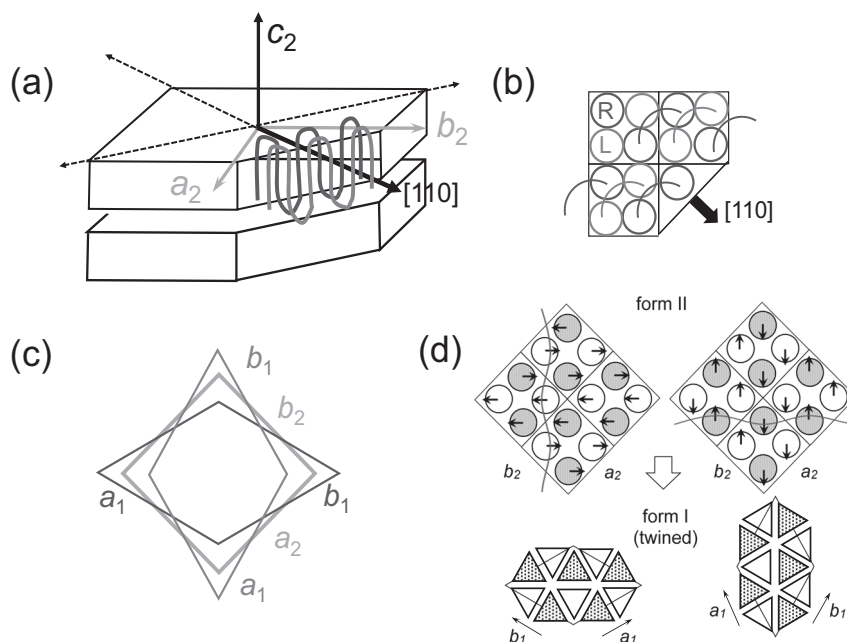 (a)
c2
b2
a2
[110]
(b)
R
L
[110]
(c)
b1
b2
a1
b1
a2
a1
(d)
form II
b2
a2
b2
a2
form I
(twined)
b1
a1
a1
b1